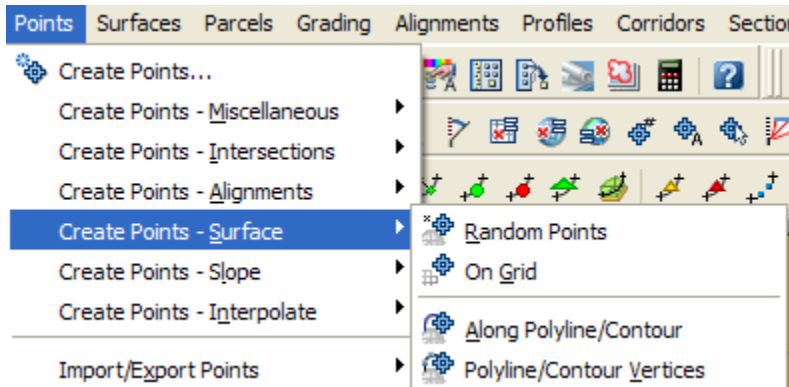 Points Surfaces Parcels Grading Alignments Profiles Corridors Section
Create Points...
Create Points - Miscellaneous
Create Points - Intersections
Create Points - Alignments
Create Points - Surface
Random Points
On Grid
Along Polyline/Contour
Polyline/Contour Vertices
Create Points - Slope
Create Points - Interpolate
Import/Export Points